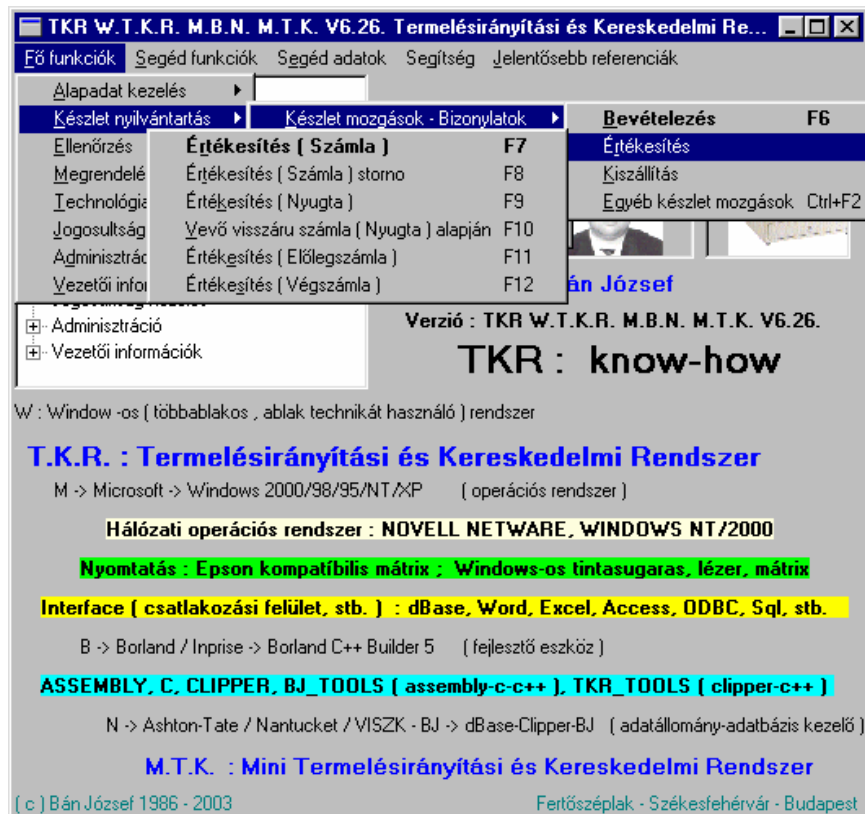 TKR W.T.K.R. M.B.N. M.T.K. V6.26. Termelésirányítási és Kereskedelmi Re...
Fő funkciók Segéd funkciók Segéd adatok Segítség Jelentősebb referenciák
Alapadat kezelés
Készlet nyilvántartás Készlet mozgások - Bizonylatok Bevételezés F6
Ellenőrzés Értékesítés ( Számla ) F7 Értékesítés
Megrendelé Értékesítés ( Számla ) storno F8 Kiszállítás
Technológia Értékesítés ( Nyugta ) F9 Egyéb készlet mozgások Ctrl+F2
Jogosultság Vevő visszáru számla ( Nyugta ) alapján F10
Adminisztrác Értékesítés ( Előlegszámla ) F11
Vezetői infor Értékesítés ( Végszámla ) F12 án József
Adminisztráció Verzió : TKR W.T.K.R. M.B.N. M.T.K. V6.26.
Vezetői információk TKR : know-how
W : Window -os ( többablakos , ablak technikát használó ) rendszer
T.K.R. : Termelésirányítási és Kereskedelmi Rendszer
M -> Microsoft -> Windows 2000/98/95/NT/XP ( operációs rendszer )
Hálózati operációs rendszer : NOVELL NETWARE, WINDOWS NT/2000
Nyomtatás : Epson kompatíbilis mátrix ; Windows-os tintasugaras, lézer, mátrix
Interface ( csatlakozási felület, stb. ) : dBase, Word, Excel, Access, ODBC, Sql, stb.
B -> Borland / Inprise -> Borland C++ Builder 5 ( fejlesztő eszköz )
ASSEMBLY, C, CLIPPER, BJ_TOOLS ( assembly-c-c++ ), TKR_TOOLS ( clipper-c++ )
N -> Ashton-Tate / Nantucket / VISZK - BJ -> dBase-Clipper-BJ ( adatállomány-adatbázis kezelő )
M.T.K. : Mini Termelésirányítási és Kereskedelmi Rendszer
( c ) Bán József 1986 - 2003 Fertőszéplak - Székesfehérvár - Budapest